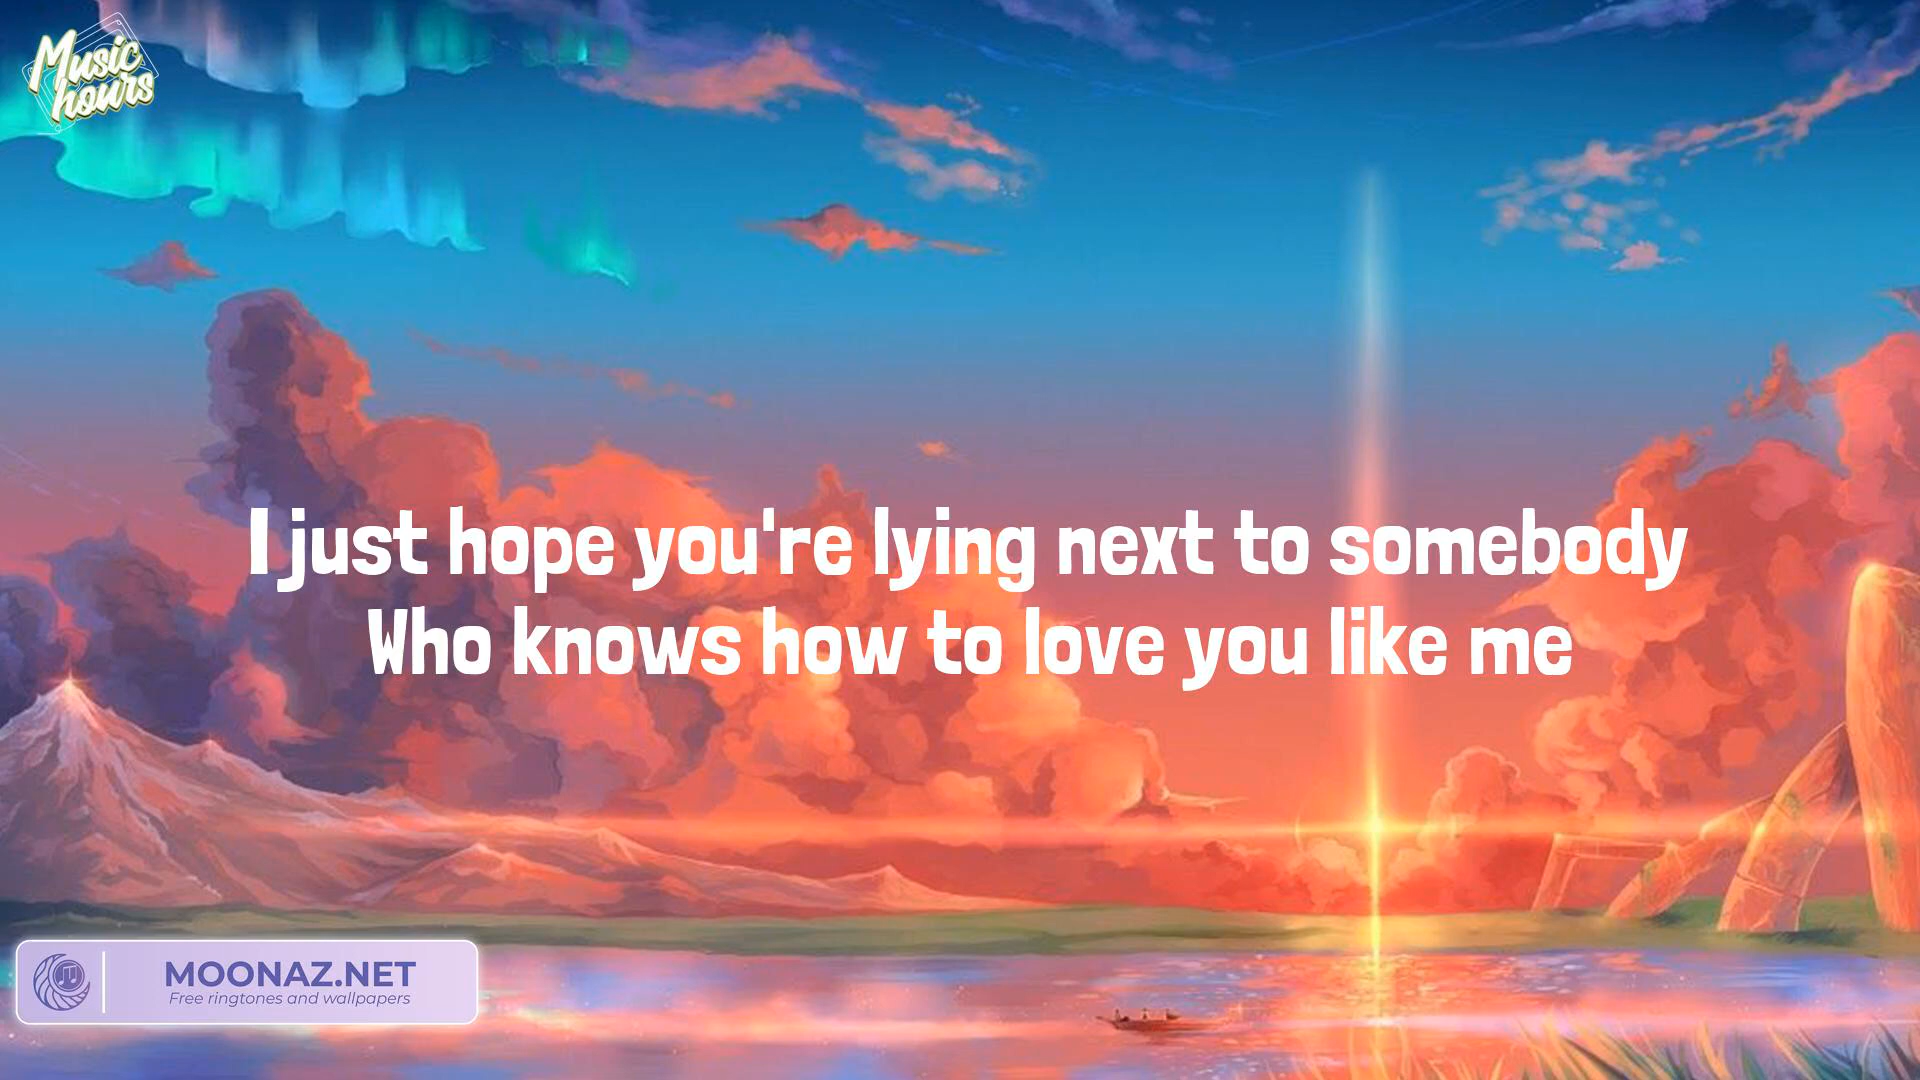 Music
hours
I just hope you're lying next to somebody
Who knows how to love you like me
MOONAZ.NET
Free ringtones and wallpapers